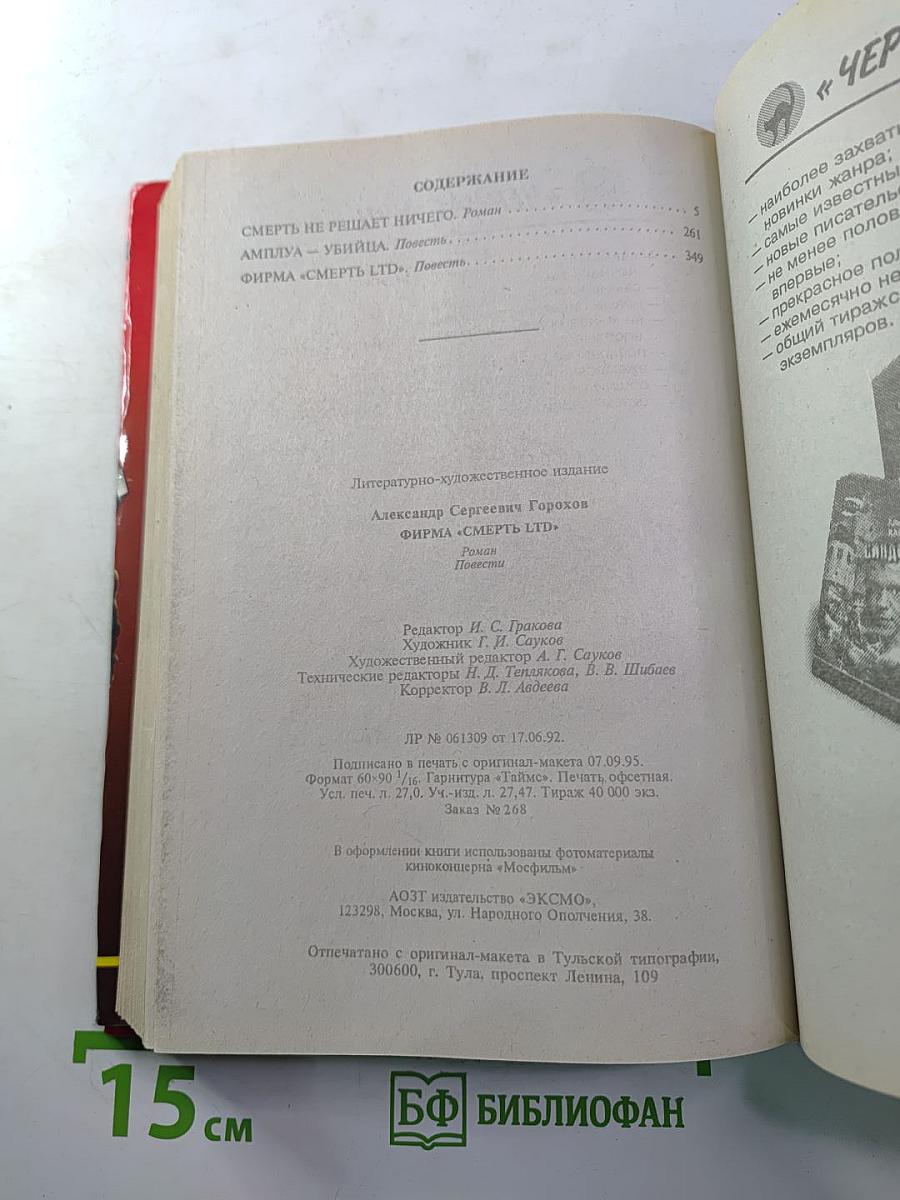 СОДЕРЖАНИЕ
СМЕРТЬ НЕ РЕШАЕТ НИЧЕГО. Роман . . . . . . . . . . . . . . . . . . 5
АМПЛУА — УБИЙЦА. Повесть. . . . . . . . . . . . . . . . . . . . . . 261
ФИРМА «СМЕРТЬ LTD». Повесть. . . . . . . . . . . . . . . . . . . . 349
Литературно-художественное издание
Александр Сергеевич Горохов
ФИРМА «СМЕРТЬ LTD»
Роман
Повести
Редактор И. С. Гракова
Художник Г. И. Сауков
Художественный редактор А. Г. Сауков
Технические редакторы Н. Д. Теплякова, В. В. Шибаев
Корректор В. Л. Авдеева
ЛР № 061309 от 17.06.92.
Подписано в печать с оригинал-макета 07.09.95.
Формат 60×90 1/16. Гарнитура «Таймс». Печать офсетная.
Усл. печ. л. 27,0. Уч.-изд. л. 27,47. Тираж 40 000 экз.
Заказ № 268
В оформлении книги использованы фотоматериалы
киноконцерна «Мосфильм»
АОЗТ издательство «ЭКСМО»,
123298, Москва, ул. Народного Ополчения, 38.
Отпечатано с оригинал-макета в Тульской типографии,
300600, г. Тула, проспект Ленина, 109
«ЧЕР
— наиболее захват
новинки жанра;
— самые известны
— новые писатель
— не менее полов
впервые;
— прекрасное пол
— ежемесячно не
— общий тиражс
экземпляров.
15 см
БФ БИБЛИОФАН